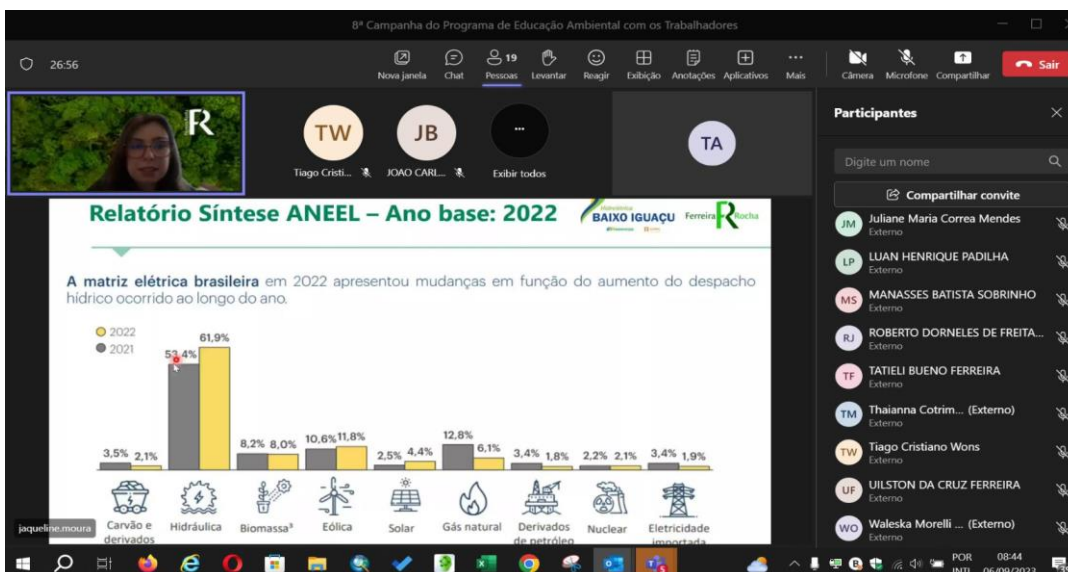 8ª Campanha do Programa de Educação Ambiental com os Trabalhadores
26:56
Nova janela
Chat
19
Pessoas
Levantar
Reagir
Exibição
Anotações
Aplicativos
Mais
Câmera
Microfone
Compartilhar
Sair
R
TW
Tiago Cristi...
JB
JOAO CARL...
Exibir todos
TA
Participantes
Digite um nome
Compartilhar convite
JM
Juliane Maria Correa Mendes
Externo
LP
LUAN HENRIQUE PADILHA
Externo
MS
MANASSES BATISTA SOBRINHO
Externo
RJ
ROBERTO DORNELES DE FREITA...
Externo
TF
TATIELI BUENO FERREIRA
Externo
TM
Thaianna Cotrim... (Externo)
Externo
TW
Tiago Cristiano Wons
Externo
UF
UILSTON DA CRUZ FERREIRA
Externo
WO
Waleska Morelli ... (Externo)
Externo
Relatório Síntese ANEEL – Ano base: 2022
BAIXO IGUAÇU
Ferreira Rocha
A matriz elétrica brasileira em 2022 apresentou mudanças em função do aumento do despacho
hídrico ocorrido ao longo do ano.
2022
2021
3,5% 2,1%
53,4% 61,9%
8,2% 8,0%
10,6% 11,8%
2,5% 4,4%
12,8% 6,1%
3,4% 1,8%
2,2% 2,1%
3,4% 1,9%
Carvão e
derivados
Hidráulica
Biomassa³
Eólica
Solar
Gás natural
Derivados
de petróleo
Nuclear
Eletricidade
importada
jaqueline.moura
POR
INTL
08:44
06/09/2023